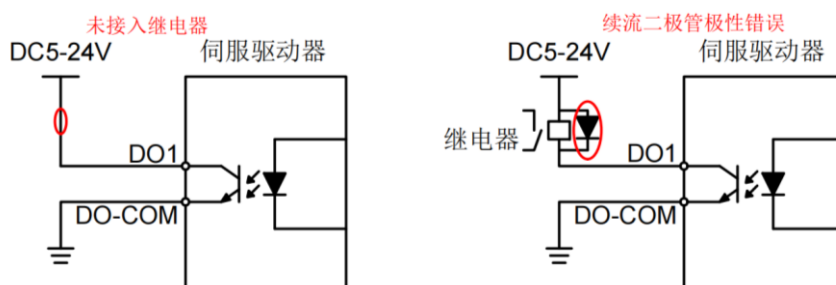 未接入继电器
DC5-24V
伺服驱动器
DO1
DO-COM
续流二极管极性错误
DC5-24V
伺服驱动器
继电器
DO1
DO-COM